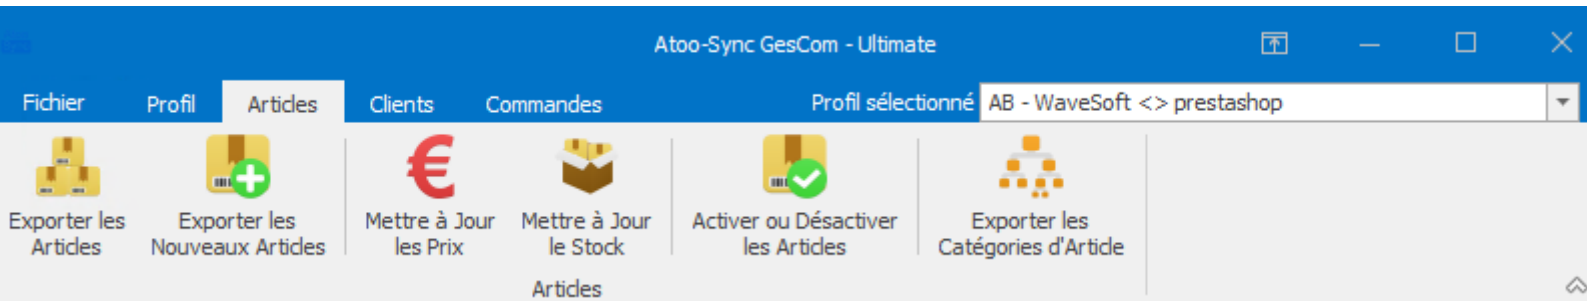 Atoo-Sync GesCom - Ultimate
Fichier Profil Articles Clients Commandes Profil sélectionné AB - WaveSoft <> prestashop
Exporter les
Articles
Exporter les
Nouveaux Articles
Mettre à Jour
les Prix
Mettre à Jour
le Stock
Activer ou Désactiver
les Articles
Exporter les
Catégories d'Article
Articles